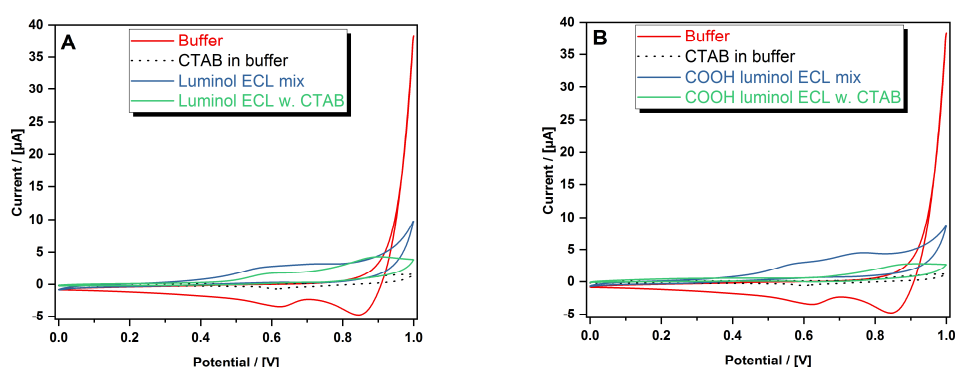 A
Buffer
CTAB in buffer
Luminol ECL mix
Luminol ECL w. CTAB
40
35
30
25
20
15
10
5
0
-5
Current / [µA]
0.0
0.2
0.4
0.6
0.8
1.0
Potential / [V]
B
Buffer
CTAB in buffer
COOH luminol ECL mix
COOH luminol ECL w. CTAB
40
35
30
25
20
15
10
5
0
-5
Current / [µA]
0.0
0.2
0.4
0.6
0.8
1.0
Potential / [V]